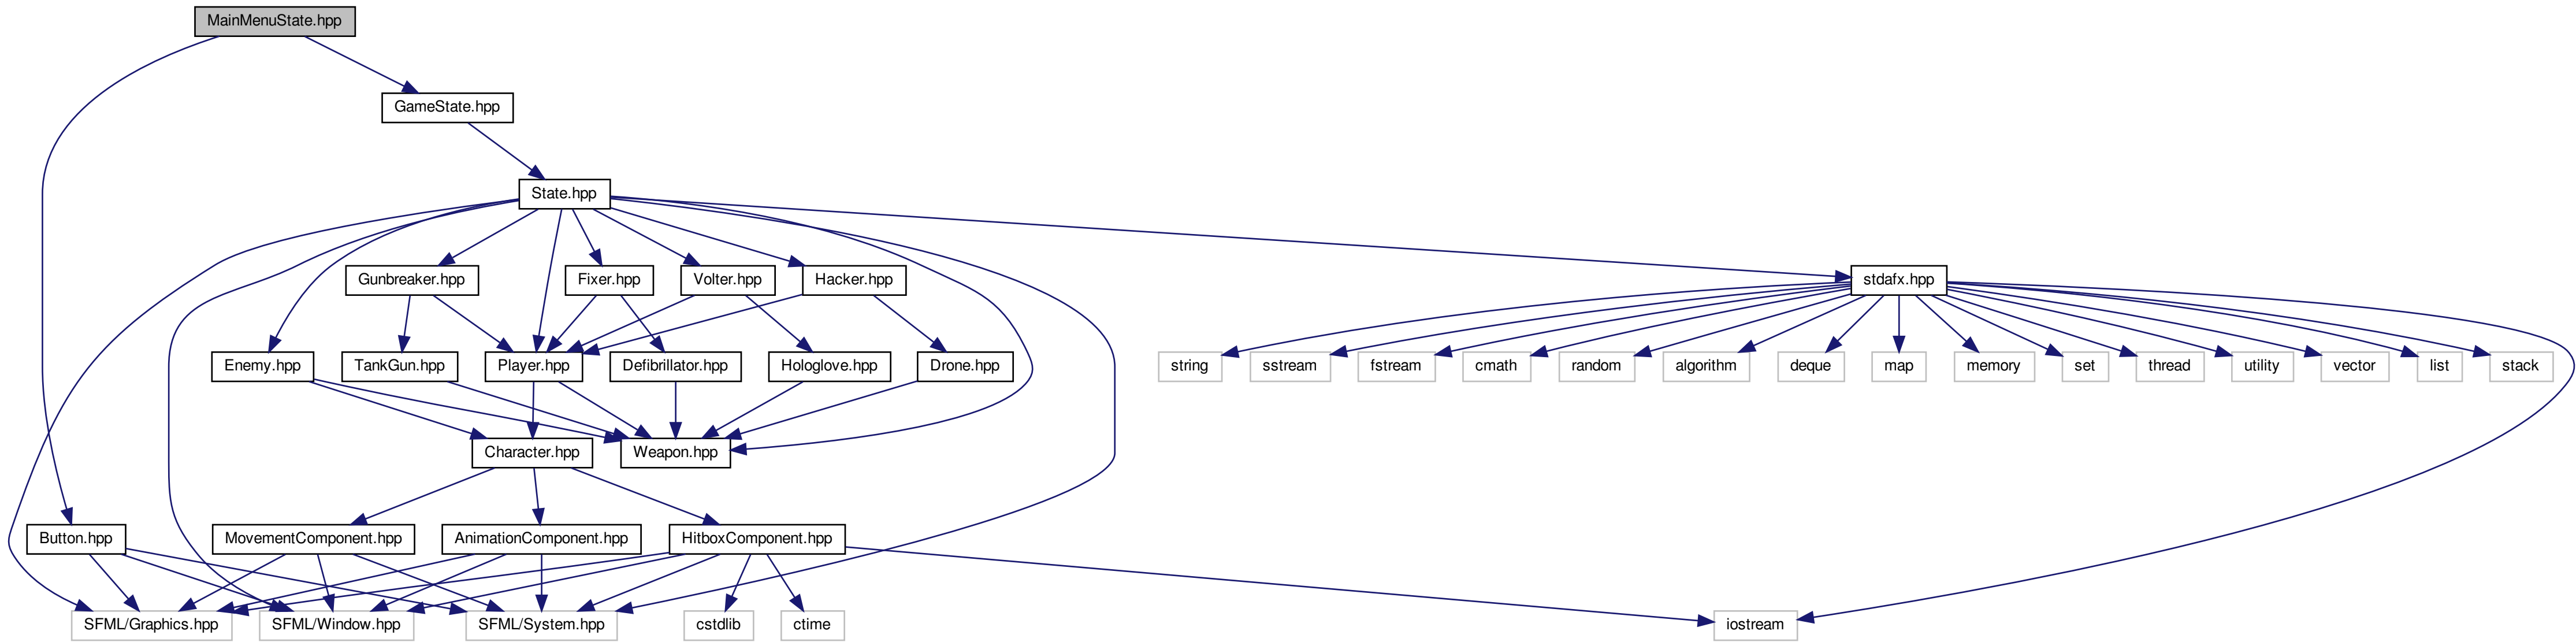 MainMenuState.hpp
GameState.hpp
State.hpp
Gunbreaker.hpp
Fixer.hpp
Volter.hpp
Hacker.hpp
stdafx.hpp
Enemy.hpp
TankGun.hpp
Player.hpp
Defibrillator.hpp
Hologlove.hpp
Drone.hpp
string
sstream
fstream
cmath
random
algorithm
deque
map
memory
set
thread
utility
vector
list
stack
Character.hpp
Weapon.hpp
Button.hpp
MovementComponent.hpp
AnimationComponent.hpp
HitboxComponent.hpp
SFML/Graphics.hpp
SFML/Window.hpp
SFML/System.hpp
cstdlib
ctime
iostream